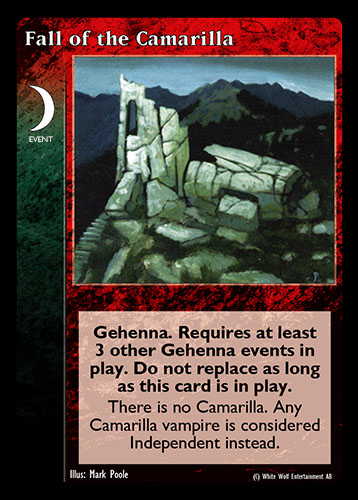 Fall of the Camarilla
EVENT
Gehenna. Requires at least
3 other Gehenna events in
play. Do not replace as long
as this card is in play.
There is no Camarilla. Any
Camarilla vampire is considered
Independent instead.
Illus: Mark Poole
(C) White Wolf Entertainment AB